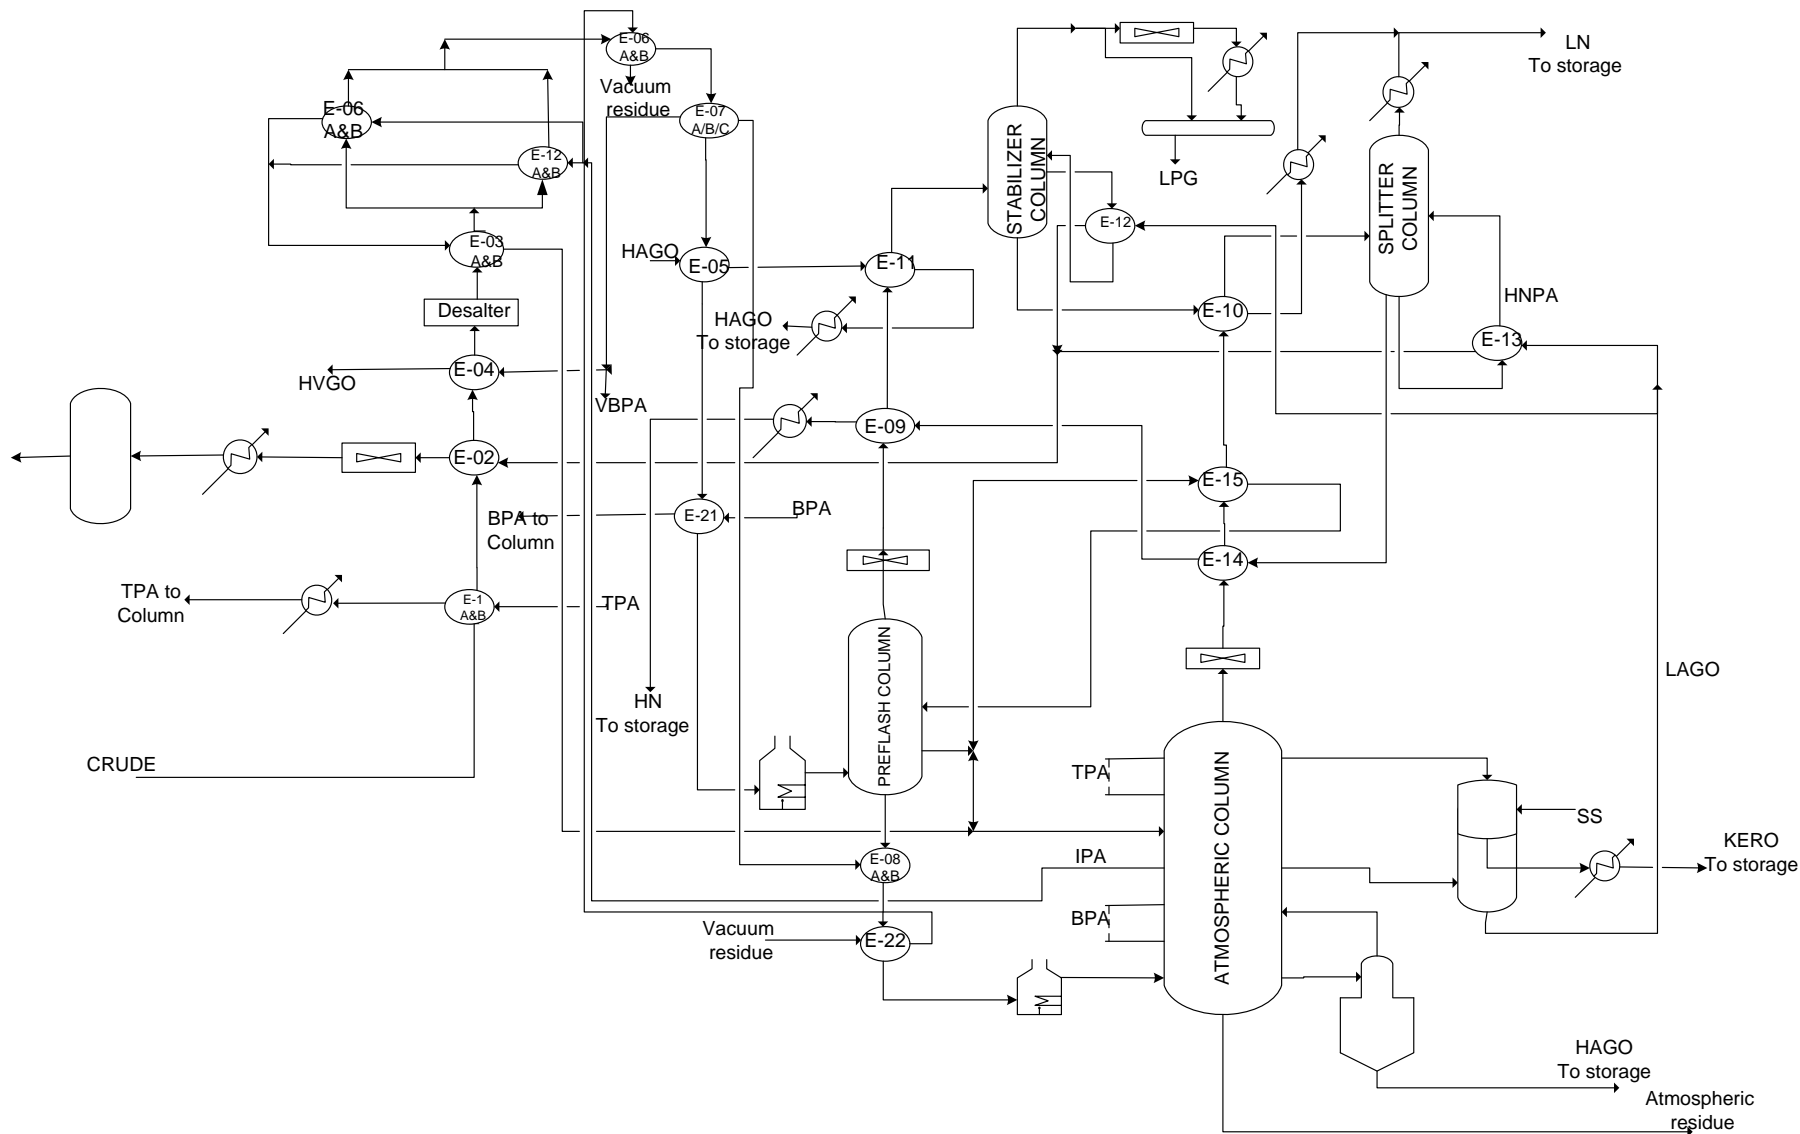 E-06
A&B
Vacuum
residue
LN
To storage
E-06
A&B
E-07
A/B/C
E-12
A&B
LPG
STABILIZER
COLUMN
SPLITTER
COLUMN
E-12
E-03
A&B
HAGO
E-05
E-11
HNPA
Desalter
HAGO
To storage
E-10
E-13
HVGO
E-04
VBPA
E-09
E-02
E-15
BPA to
Column
E-21
BPA
E-14
TPA to
Column
E-1
A&B
TPA
PREFLASH COLUMN
LAGO
HN
To storage
CRUDE
TPA
ATMOSPHERIC COLUMN
SS
KERO
To storage
IPA
E-08
A&B
BPA
Vacuum
residue
E-22
HAGO
To storage
Atmospheric
residue